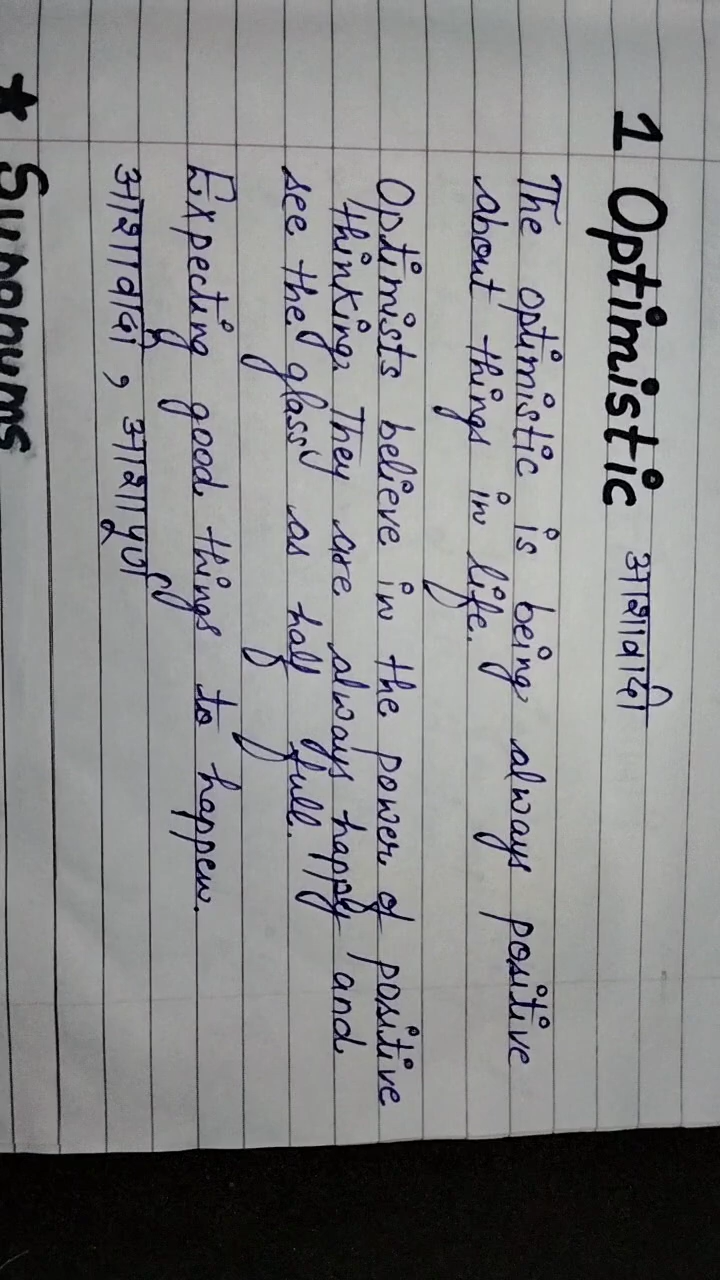 1 Optimistic आशावादी
The optimistic is being always positive
about things in life.
Optimists believe in the power of positive
thinking. They are always happy and
see the glass as half full.
Expecting good things to happen.
आशावादी, आशापूर्ण
★ Synonyms